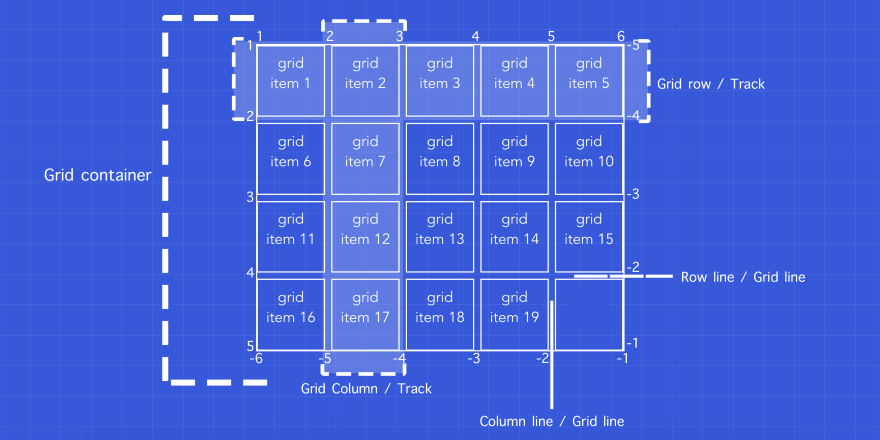 1 2 3 4 5 6
1 -5
grid grid grid grid grid
item 1 item 2 item 3 item 4 item 5
Grid row / Track
2 -4
grid grid grid grid grid
item 6 item 7 item 8 item 9 item 10
Grid container
3 -3
grid grid grid grid grid
item 11 item 12 item 13 item 14 item 15
4 -2
Row line / Grid line
grid grid grid grid
item 16 item 17 item 18 item 19
5 -1
-6 -5 -4 -3 -2 -1
Grid Column / Track
Column line / Grid line